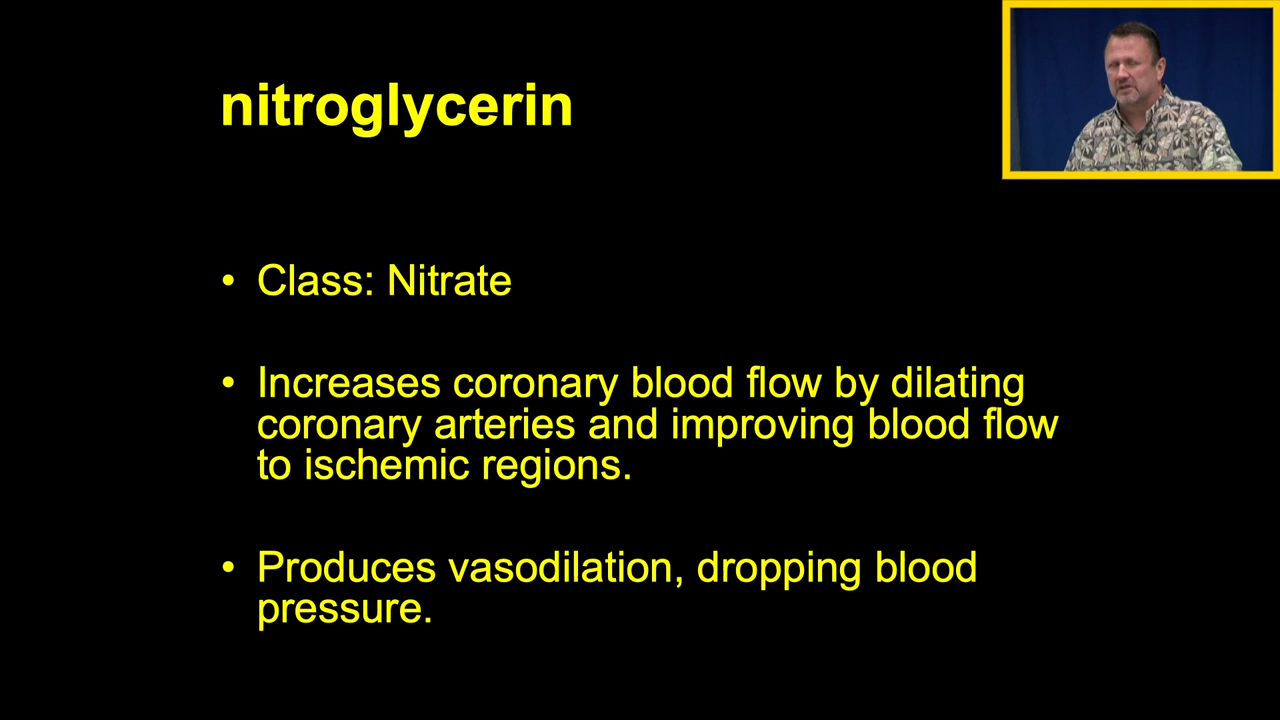 nitroglycerin
• Class: Nitrate
• Increases coronary blood flow by dilating
coronary arteries and improving blood flow
to ischemic regions.
• Produces vasodilation, dropping blood
pressure.